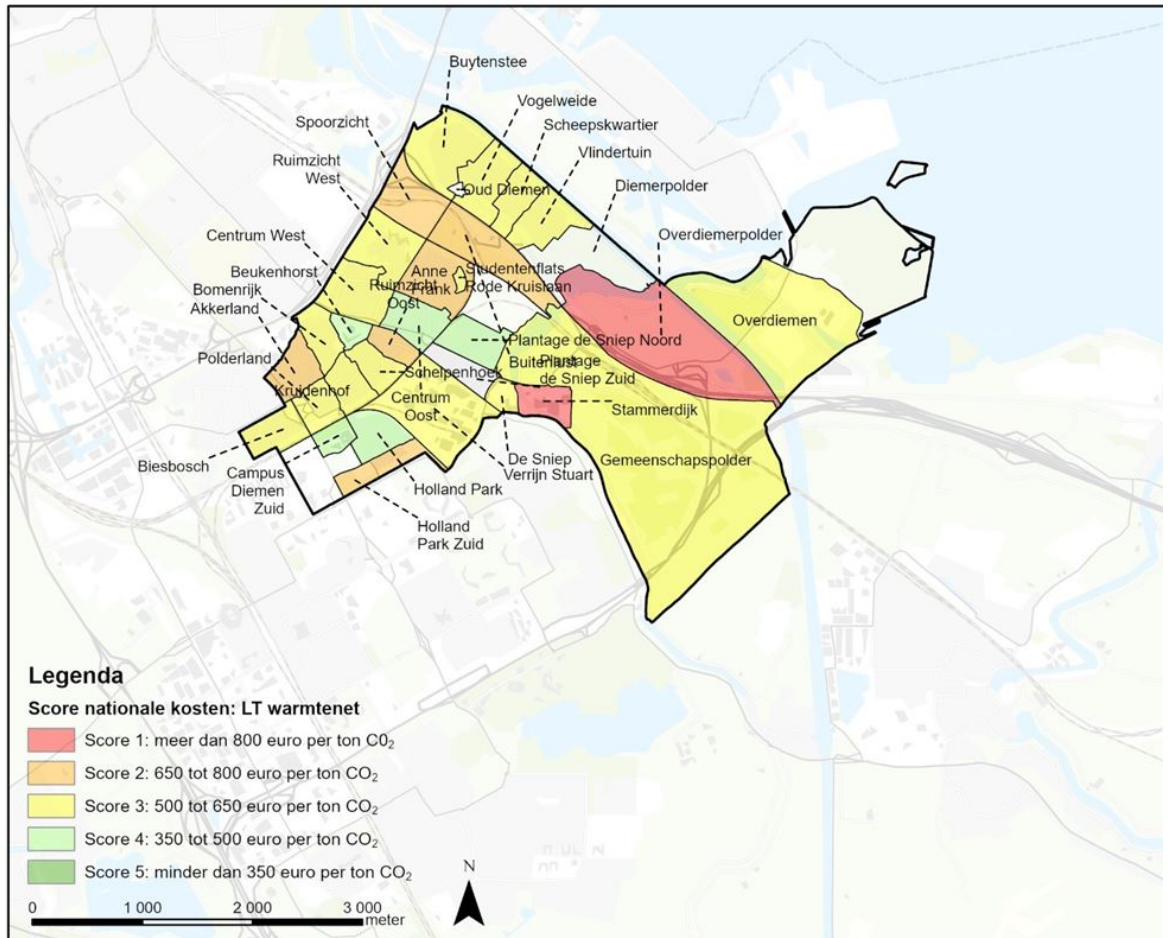 Buytenstee
Vogelweide
Spoorzicht
Scheepskwartier
Ruimzicht
West
Vlindertuin
Oud Diemen
Diemerpolder
Centrum West
Overdiemerpolder
Beukenhorst
Anne
Frank
Studentenflats
Rode Kruislaan
Bomenrijk
Akkerland
Ruimzicht
Oost
Overdiemen
Plantage de Sniep Noord
Polderland
Schelpenhoek
Buitenlust
Plantage
de Sniep Zuid
Kruidenhof
Centrum
Oost
Stammerdijk
Biesbosch
Campus
Diemen
Zuid
De Sniep
Verrijn Stuart
Gemeenschapspolder
Holland Park
Holland
Park Zuid
Legenda
Score nationale kosten: LT warmtenet
Score 1: meer dan 800 euro per ton C0₂
Score 2: 650 tot 800 euro per ton CO₂
Score 3: 500 tot 650 euro per ton CO₂
Score 4: 350 tot 500 euro per ton CO₂
Score 5: minder dan 350 euro per ton CO₂
N
0 1 000 2 000 3 000
meter